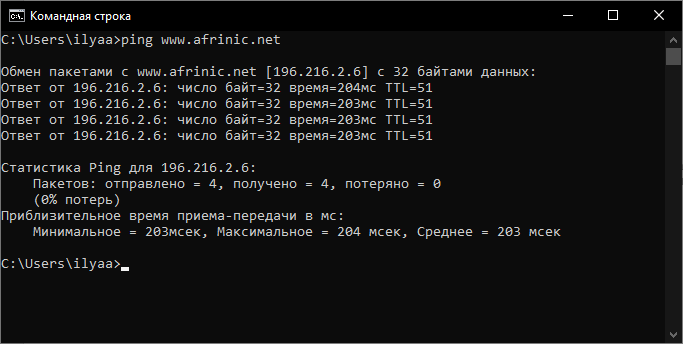 Командная строка
C:\Users\ilyaa>ping www.afrinic.net
Обмен пакетами с www.afrinic.net [196.216.2.6] с 32 байтами данных:
Ответ от 196.216.2.6: число байт=32 время=204мс TTL=51
Ответ от 196.216.2.6: число байт=32 время=203мс TTL=51
Ответ от 196.216.2.6: число байт=32 время=203мс TTL=51
Ответ от 196.216.2.6: число байт=32 время=203мс TTL=51
Статистика Ping для 196.216.2.6:
Пакетов: отправлено = 4, получено = 4, потеряно = 0
(0% потерь)
Приблизительное время приема-передачи в мс:
Минимальное = 203мсек, Максимальное = 204 мсек, Среднее = 203 мсек
C:\Users\ilyaa>